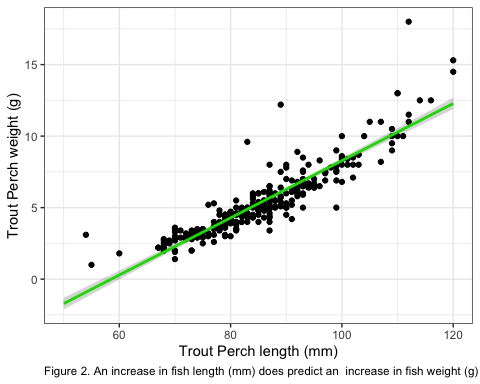 15
10
5
0
Trout Perch weight (g)
60 80 100 120
Trout Perch length (mm)
Figure 2. An increase in fish length (mm) does predict an  increase in fish weight (g)